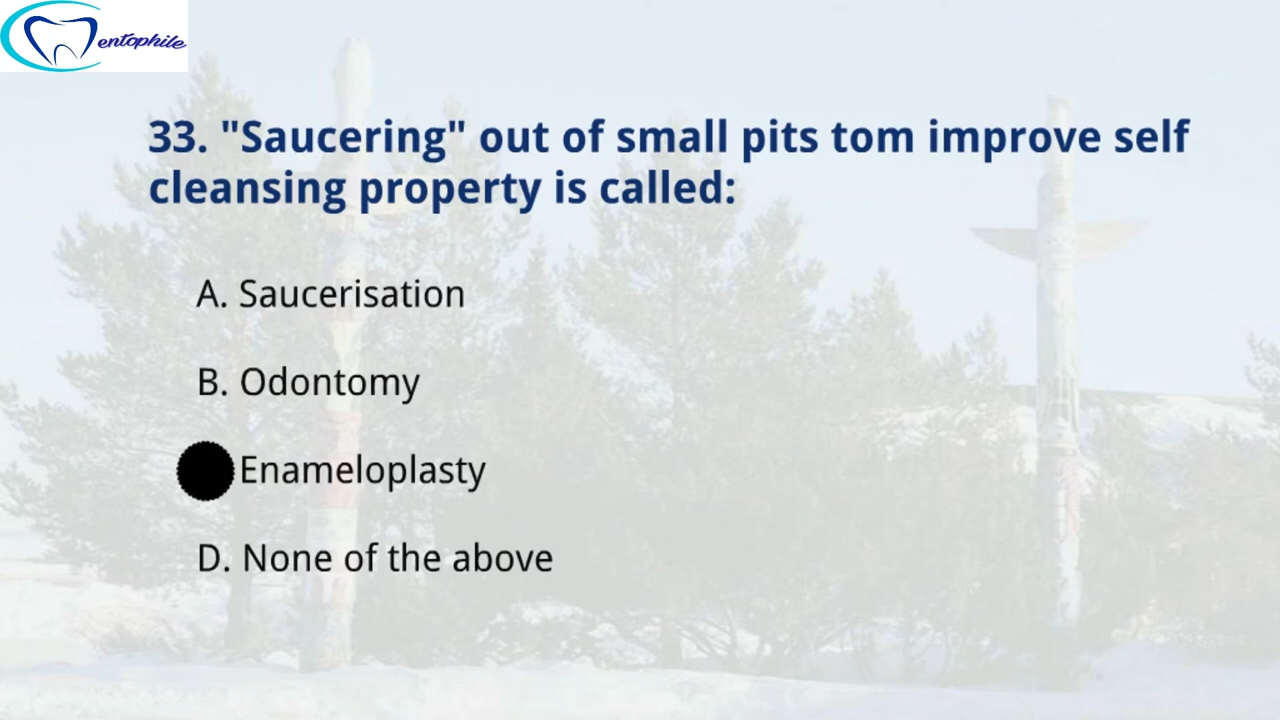 entophile
33. "Saucering" out of small pits tom improve self
cleansing property is called:
A. Saucerisation
B. Odontomy
Enameloplasty
D. None of the above